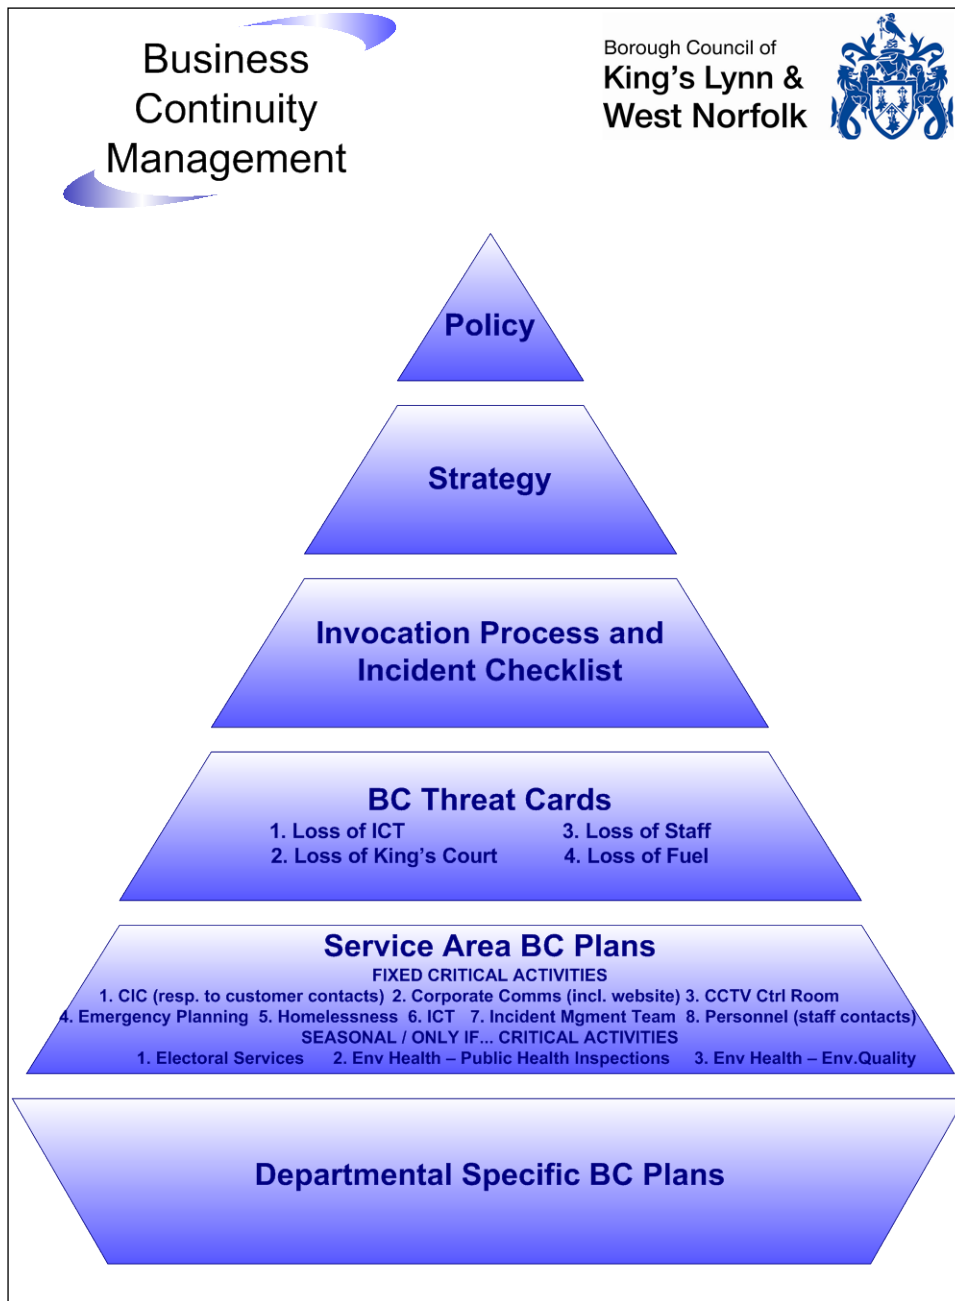 Business
Continuity
Management
Borough Council of
King's Lynn &
West Norfolk
Policy
Strategy
Invocation Process and
Incident Checklist
BC Threat Cards
1. Loss of ICT 3. Loss of Staff
2. Loss of King's Court 4. Loss of Fuel
Service Area BC Plans
FIXED CRITICAL ACTIVITIES
1. CIC (resp. to customer contacts) 2. Corporate Comms (incl. website) 3. CCTV Ctrl Room
4. Emergency Planning 5. Homelessness 6. ICT 7. Incident Mgment Team 8. Personnel (staff contacts)
SEASONAL / ONLY IF... CRITICAL ACTIVITIES
1. Electoral Services 2. Env Health – Public Health Inspections 3. Env Health – Env.Quality
Departmental Specific BC Plans